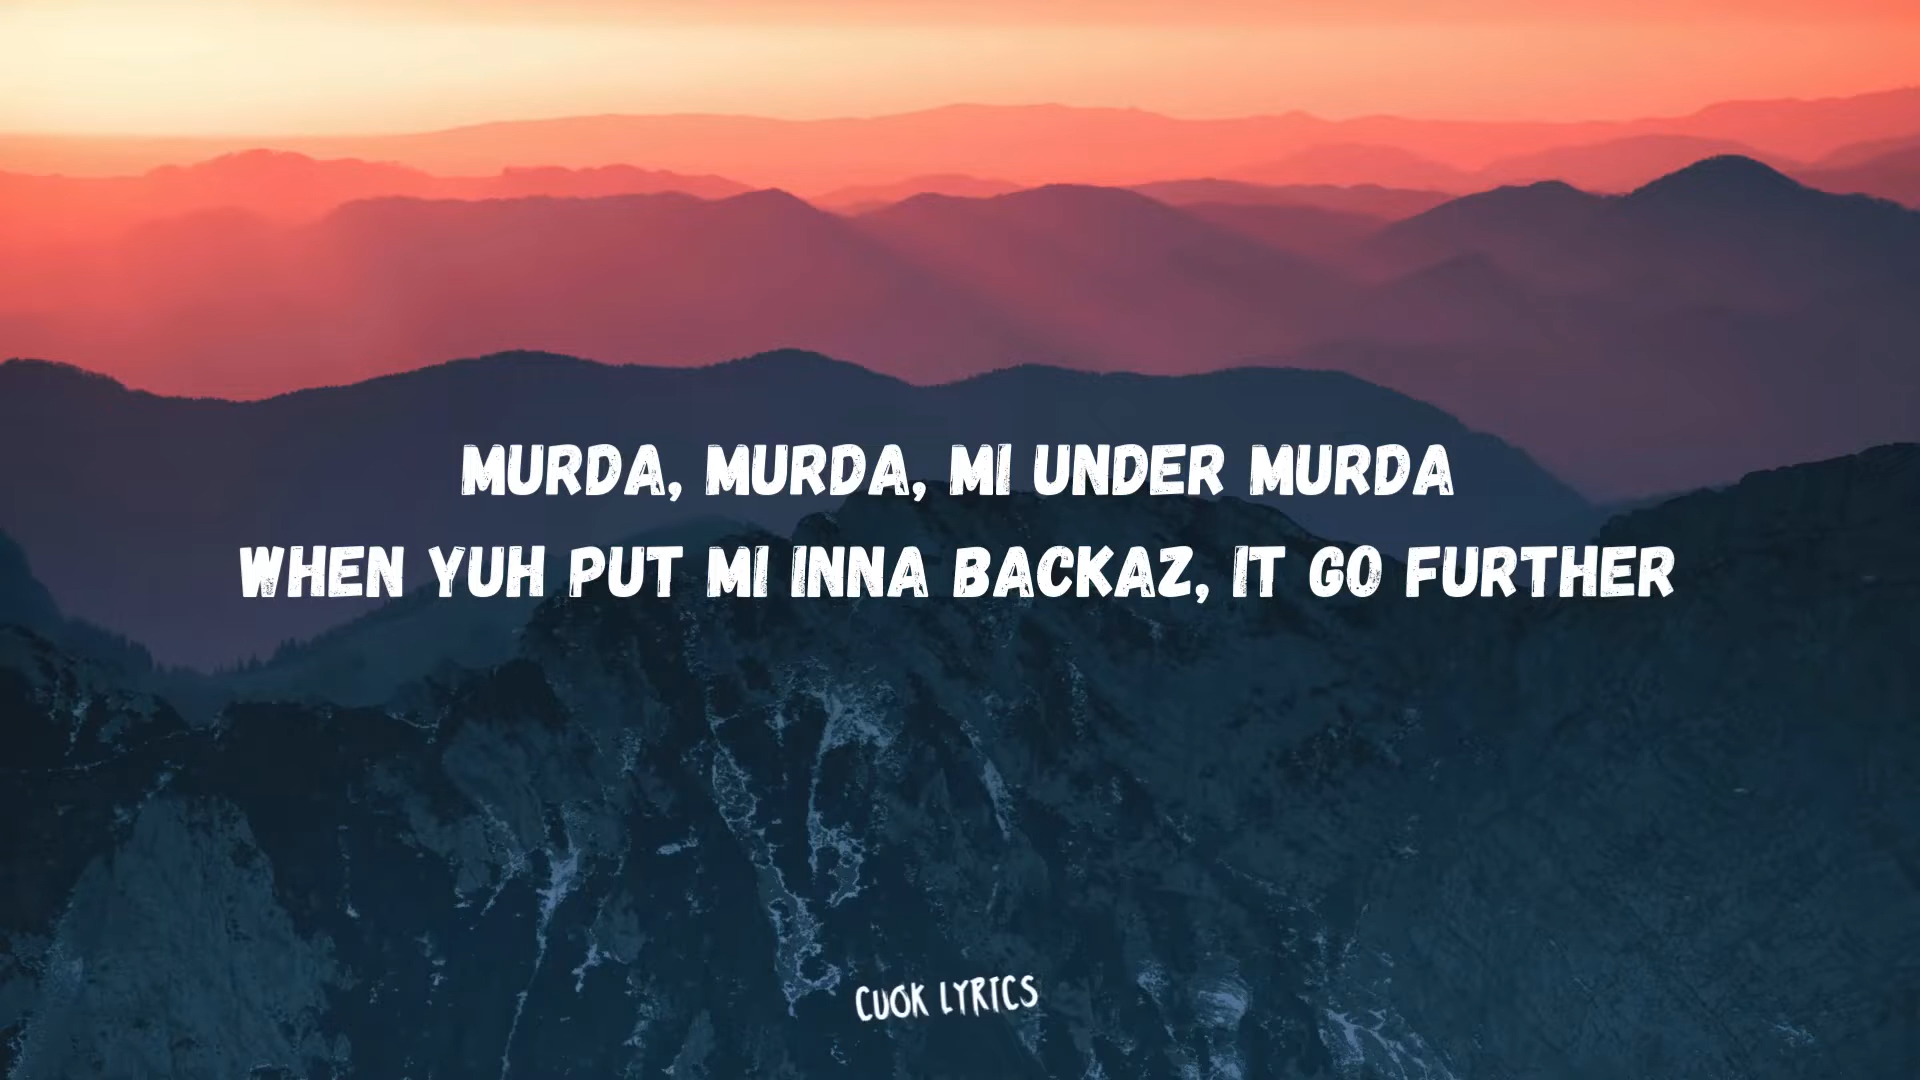 MURDA, MURDA, MI UNDER MURDA
WHEN YUH PUT MI INNA BACKAZ, IT GO FURTHER
CUOK LYRICS